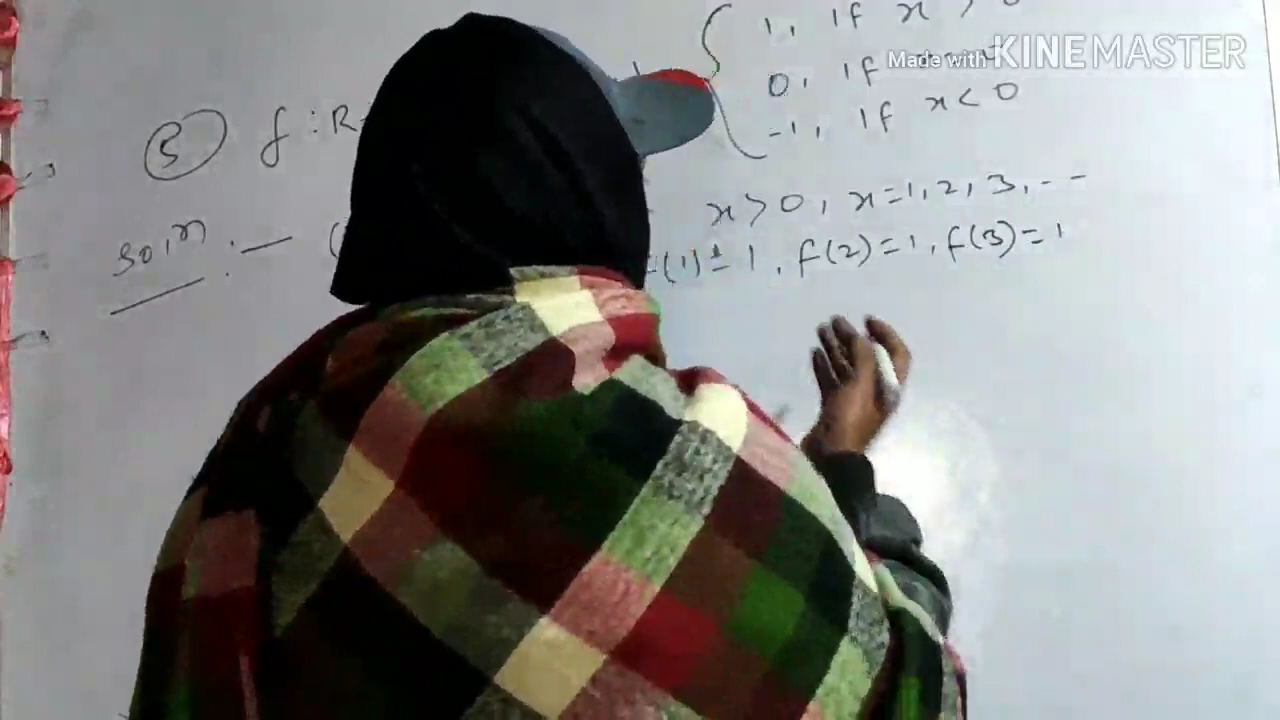 1, If x > 0
Made with KINEMASTER
0, If
-1, If x < 0
⑤ f : R
x > 0, x = 1, 2, 3, - -
Soln : — (
f(1) = 1, f(2) = 1, f(3) = 1